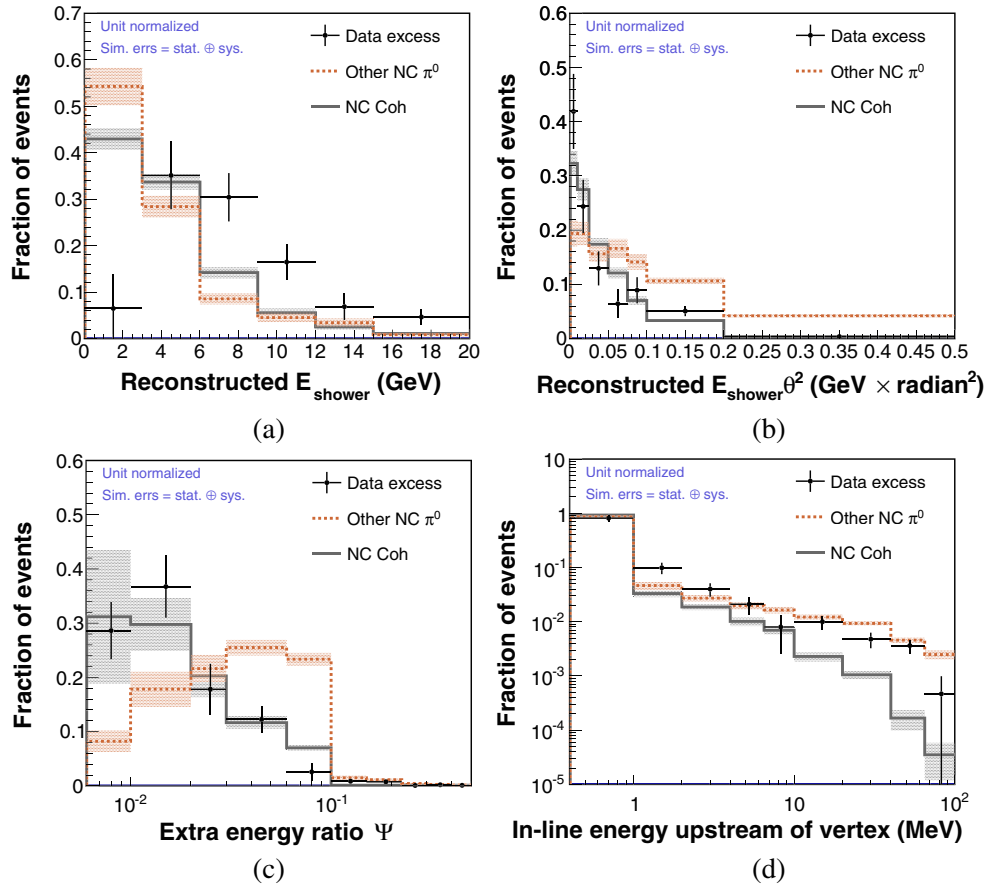 0.7
0.6
0.5
0.4
0.3
0.2
0.1
0
Fraction of events
Unit normalized
Sim. errs = stat. ⊕ sys.
Data excess
Other NC π⁰
NC Coh
0 2 4 6 8 10 12 14 16 18 20
Reconstructed E_shower (GeV)
(a)
0.6
0.5
0.4
0.3
0.2
0.1
0
Fraction of events
Unit normalized
Sim. errs = stat. ⊕ sys.
Data excess
Other NC π⁰
NC Coh
0 0.05 0.1 0.15 0.2 0.25 0.3 0.35 0.4 0.45 0.5
Reconstructed E_showerθ² (GeV × radian²)
(b)
0.6
0.5
0.4
0.3
0.2
0.1
0
Fraction of events
Unit normalized
Sim. errs = stat. ⊕ sys.
Data excess
Other NC π⁰
NC Coh
10⁻² 10⁻¹
Extra energy ratio Ψ
(c)
10
1
10⁻¹
10⁻²
10⁻³
10⁻⁴
10⁻⁵
Fraction of events
Unit normalized
Sim. errs = stat. ⊕ sys.
Data excess
Other NC π⁰
NC Coh
1 10 10²
In-line energy upstream of vertex (MeV)
(d)